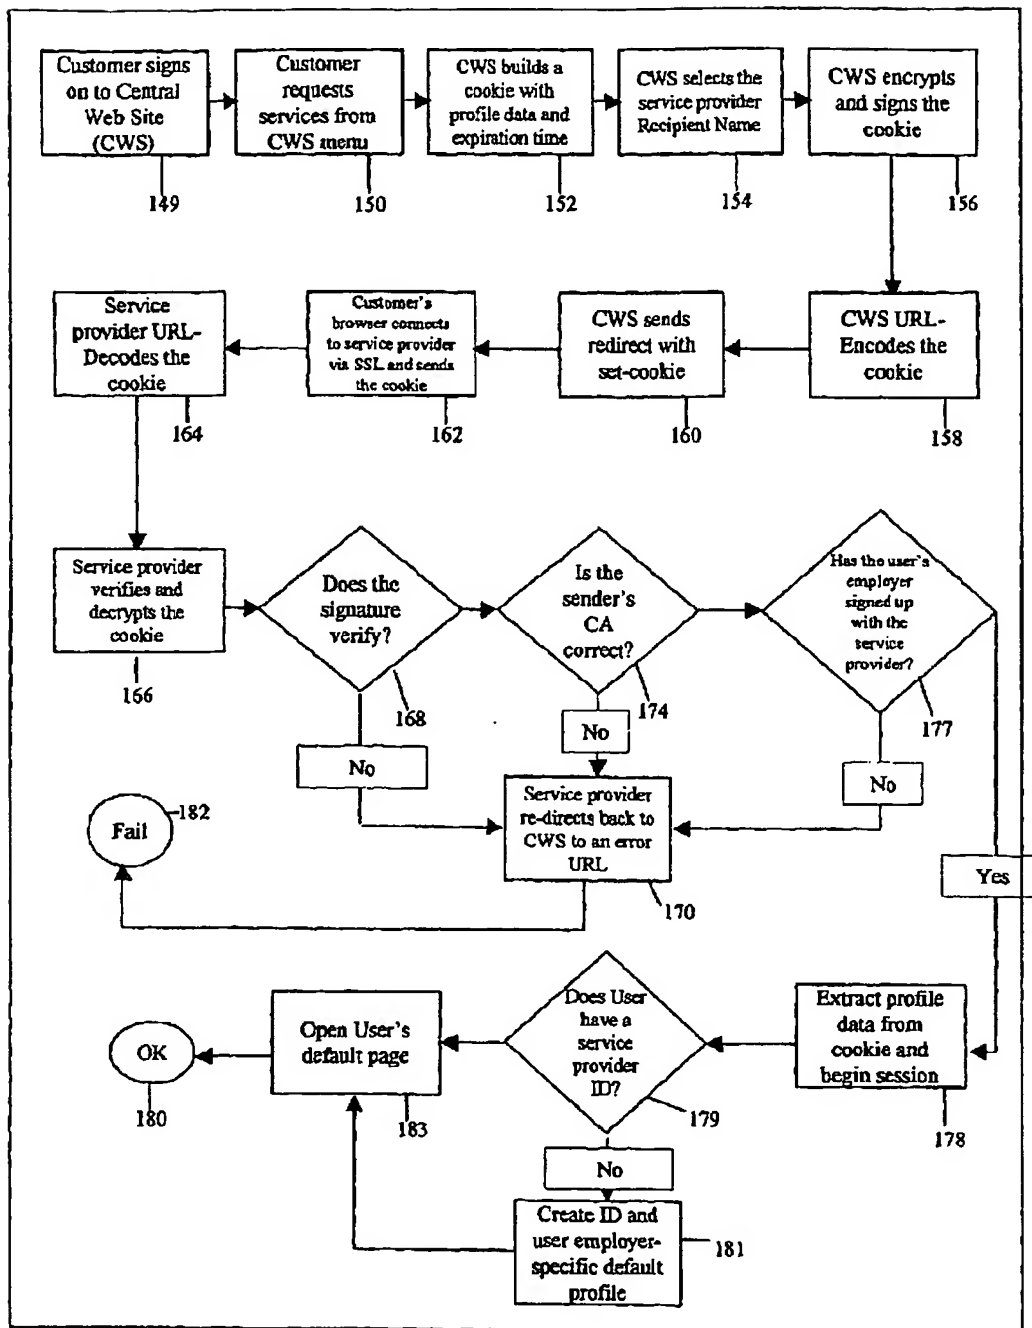 Customer signs
on to Central
Web Site
(CWS)
149
Customer
requests
services from
CWS menu
150
CWS builds a
cookie with
profile data and
expiration time
152
CWS selects the
service provider
Recipient Name
154
CWS encrypts
and signs the
cookie
156
CWS URL-
Encodes the
cookie
158
CWS sends
redirect with
set-cookie
160
Customer's
browser connects
to service provider
via SSL and sends
the cookie
162
Service
provider URL-
Decodes the
cookie
164
Service provider
verifies and
decrypts the
cookie
166
Does the
signature
verify?
168
Is the
sender's
CA
correct?
174
Has the user's
employer
signed up
with the
service
provider?
177
No
No
No
Yes
Service provider
re-directs back to
CWS to an error
URL
170
Fail
182
Extract profile
data from
cookie and
begin session
178
Does User
have a
service
provider
ID?
179
No
Create ID and
user employer-
specific default
profile
181
Open User's
default page
183
OK
180